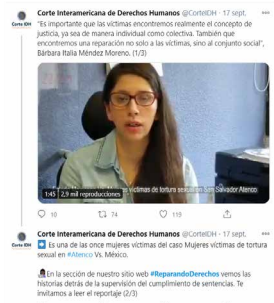 Corte Interamericana de Derechos Humanos @CorteIDH · 17 sept.
"Es importante que las víctimas encontremos realmente el concepto de
justicia, ya sea de manera individual como colectiva. También que
encontremos una reparación no solo a las víctimas, sino al conjunto social",
Bárbara Italia Méndez Moreno. (1/3)
Corte IDH
víctimas de tortura sexual en San Salvador Atenco
1:45 2,9 mil reproducciones
10 74 119
Corte Interamericana de Derechos Humanos @CorteIDH · 17 sept.
Corte IDH
Es una de las once mujeres víctimas del caso Mujeres víctimas de tortura
sexual en #Atenco Vs. México.
En la sección de nuestro sitio web #ReparandoDerechos vemos las
historias detrás de la supervisión del cumplimiento de sentencias. Te
invitamos a leer el reportaje (2/3)